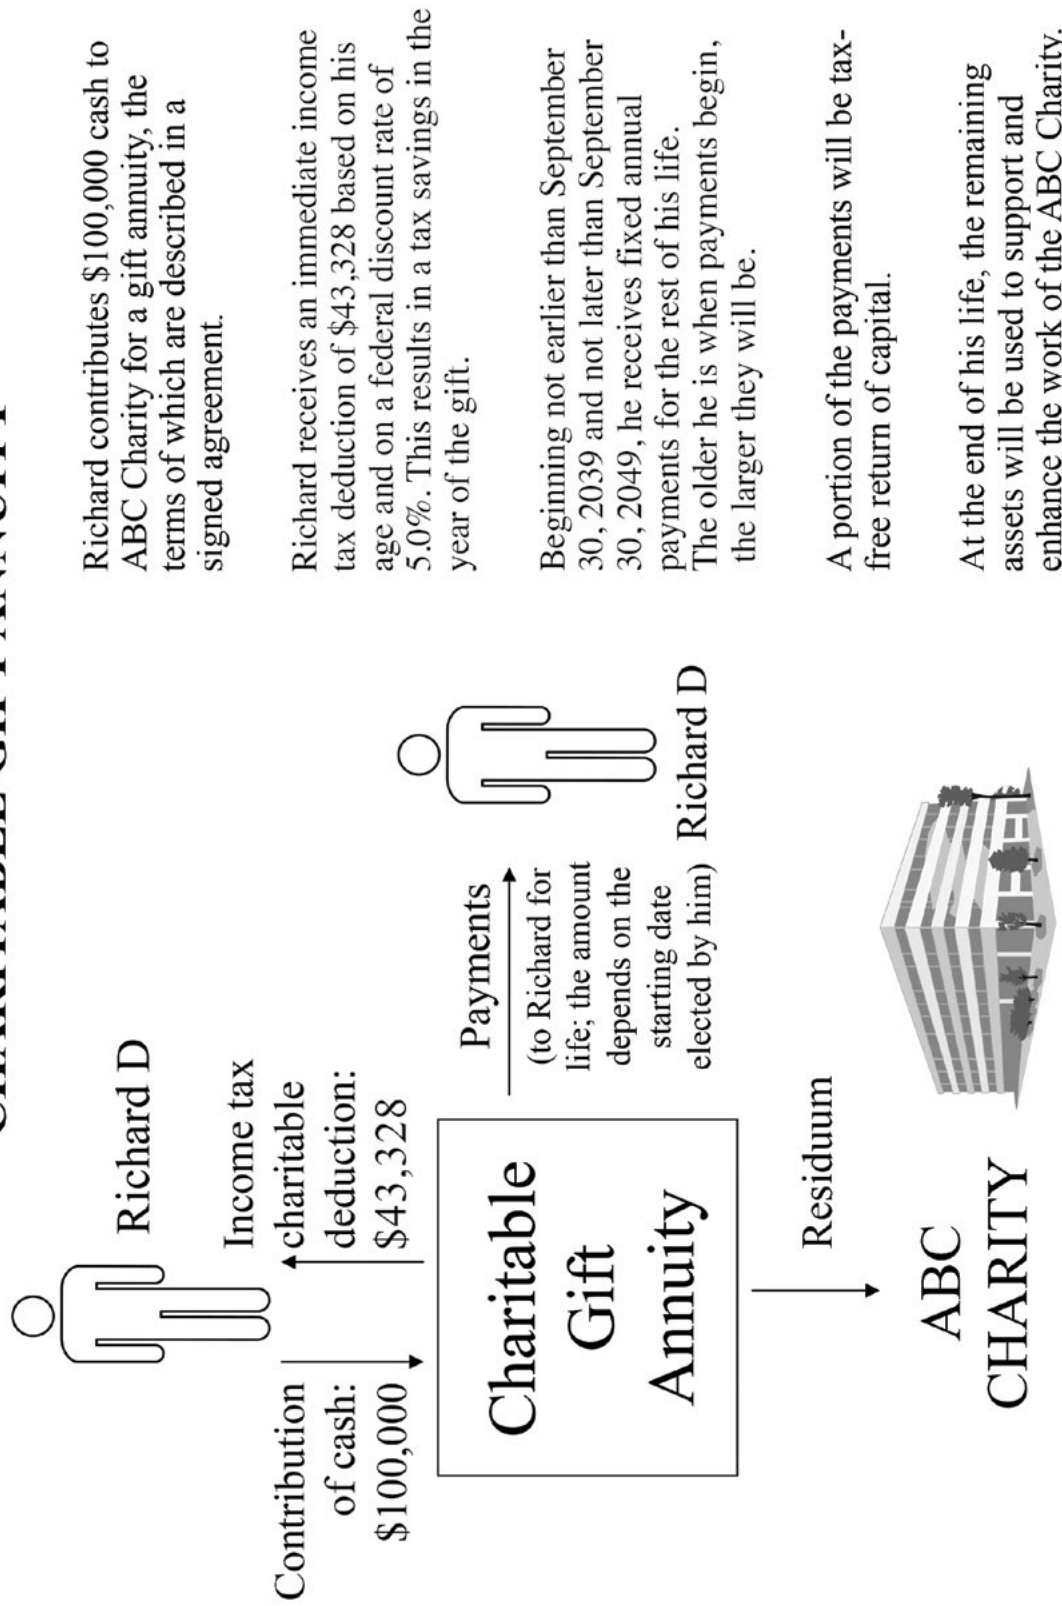 CHARITABLE GIFT ANNUITY
Richard D
Contribution
of cash:
$100,000
Income tax
charitable
deduction:
$43,328
Charitable
Gift
Annuity
Payments
(to Richard for
life; the amount
depends on the
starting date
elected by him)
Richard D
Residuum
ABC
CHARITY
Richard contributes $100,000 cash to
ABC Charity for a gift annuity, the
terms of which are described in a
signed agreement.
Richard receives an immediate income
tax deduction of $43,328 based on his
age and on a federal discount rate of
5.0%. This results in a tax savings in the
year of the gift.
Beginning not earlier than September
30, 2039 and not later than September
30, 2049, he receives fixed annual
payments for the rest of his life.
The older he is when payments begin,
the larger they will be.
A portion of the payments will be tax-
free return of capital.
At the end of his life, the remaining
assets will be used to support and
enhance the work of the ABC Charity.